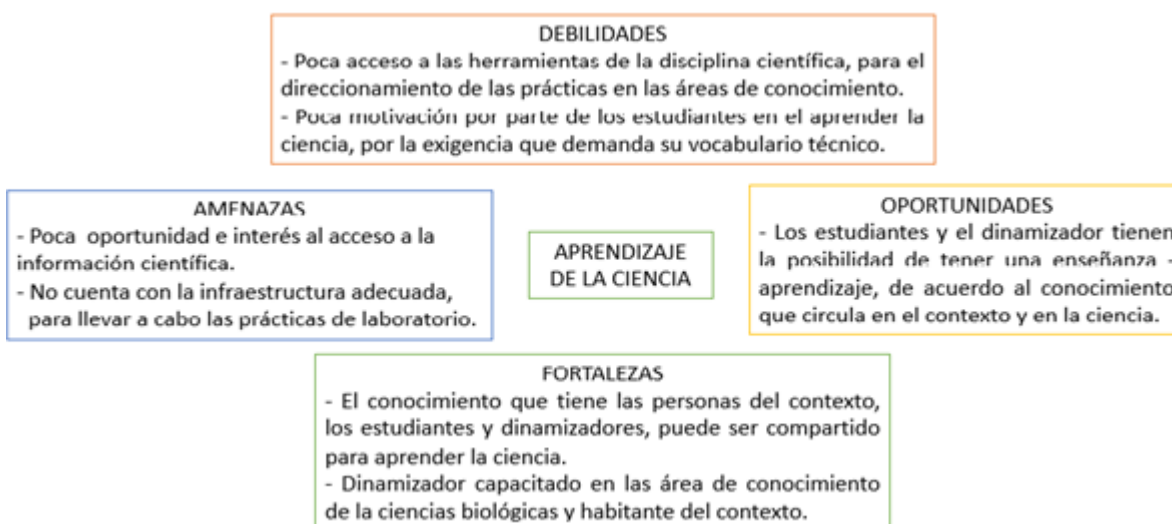 DEBILIDADES
- Poca acceso a las herramientas de la disciplina científica, para el
direccionamiento de las prácticas en las áreas de conocimiento.
- Poca motivación por parte de los estudiantes en el aprender la
ciencia, por la exigencia que demanda su vocabulario técnico.
AMENAZAS
- Poca oportunidad e interés al acceso a la
información científica.
- No cuenta con la infraestructura adecuada,
para llevar a cabo las prácticas de laboratorio.
APRENDIZAJE
DE LA CIENCIA
OPORTUNIDADES
- Los estudiantes y el dinamizador tienen
la posibilidad de tener una enseñanza -
aprendizaje, de acuerdo al conocimiento
que circula en el contexto y en la ciencia.
FORTALEZAS
- El conocimiento que tiene las personas del contexto,
los estudiantes y dinamizadores, puede ser compartido
para aprender la ciencia.
- Dinamizador capacitado en las área de conocimiento
de la ciencias biológicas y habitante del contexto.